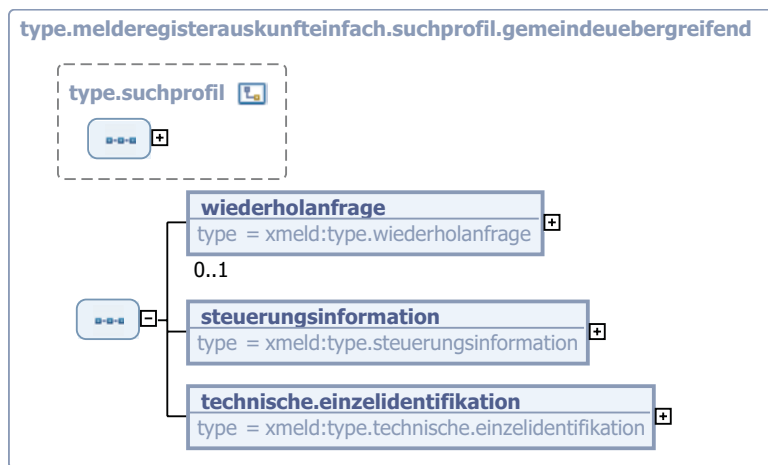 type.melderegisterauskunfteinfach.suchprofil.gemeindeuebergreifend
type.suchprofil
wiederholanfrage
type = xmeld:type.wiederholanfrage
0..1
steuerungsinformation
type = xmeld:type.steuerungsinformation
technische.einzelidentifikation
type = xmeld:type.technische.einzelidentifikation